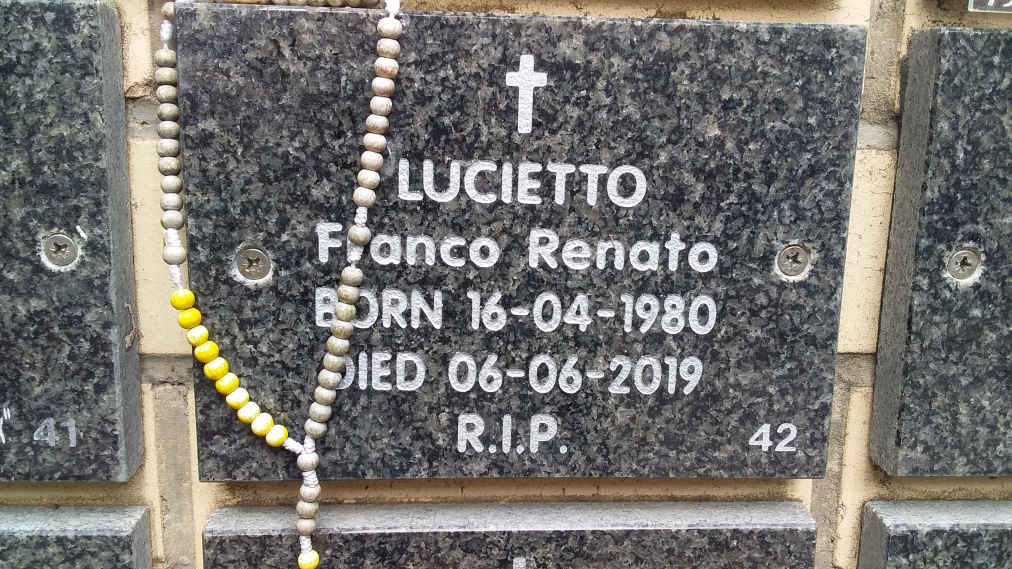 LUCIETTO
Franco Renato
BORN 16-04-1980
DIED 06-06-2019
R.I.P.
42
41